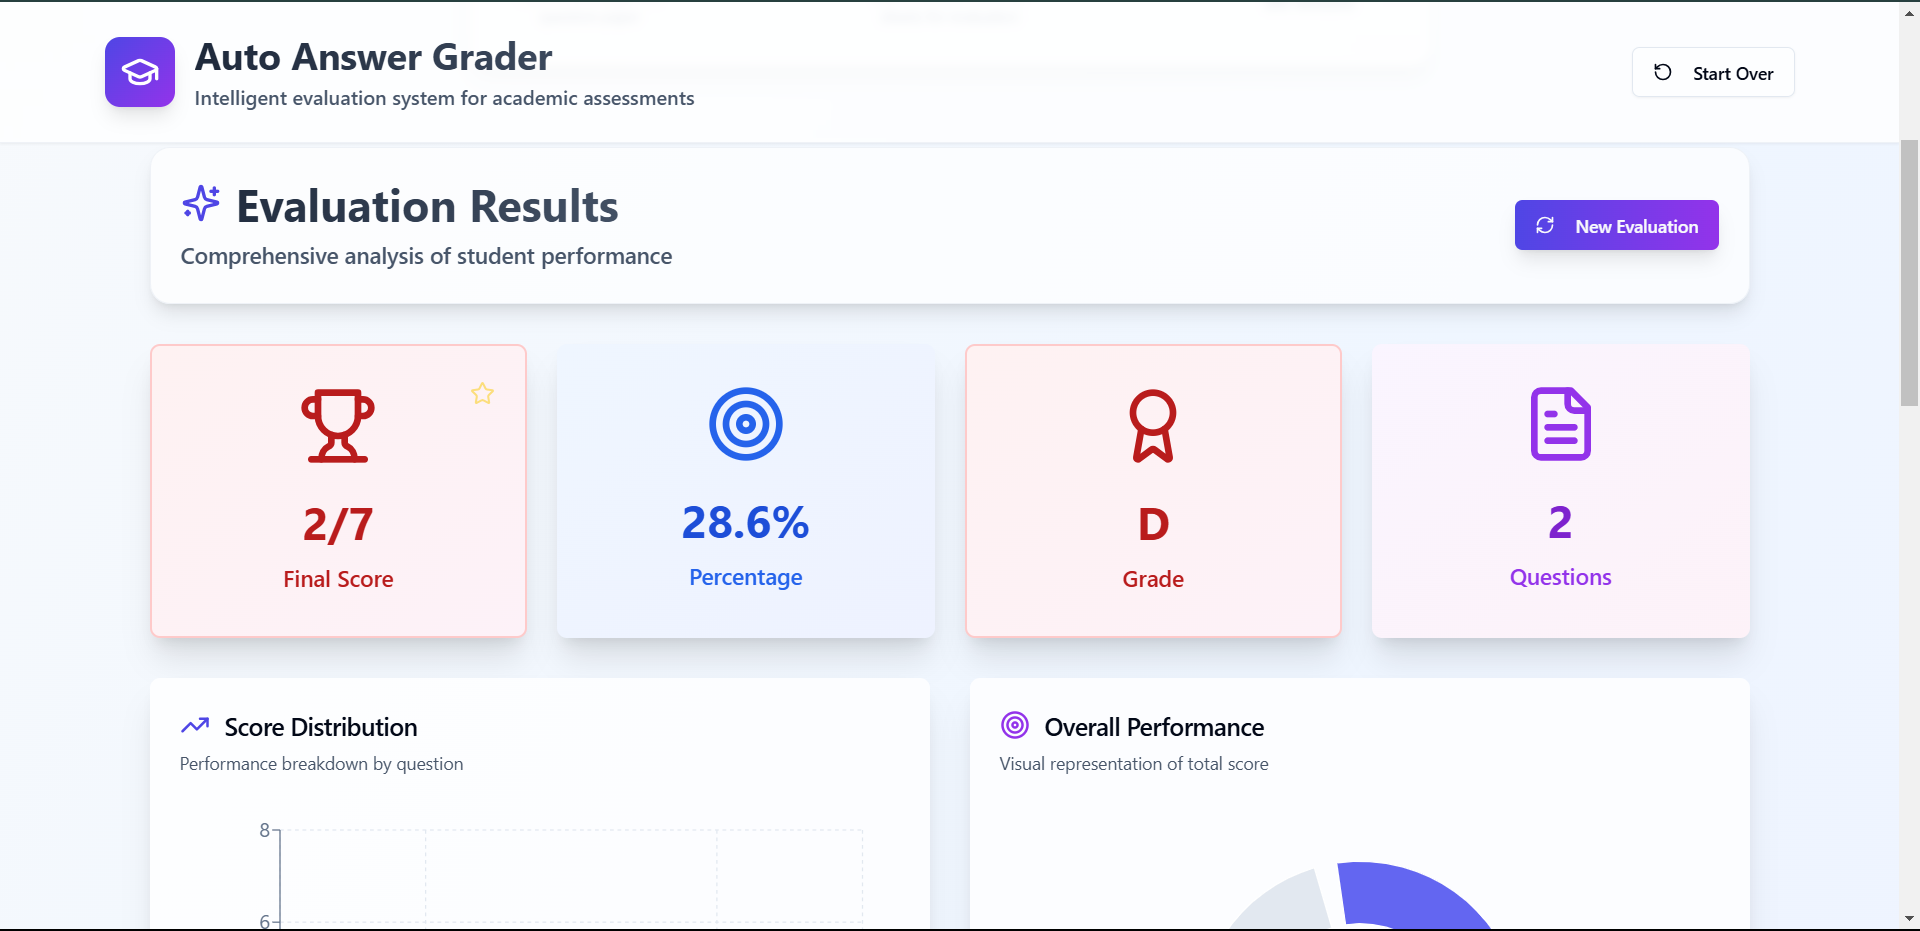 Auto Answer Grader
Intelligent evaluation system for academic assessments
Start Over
Evaluation Results
Comprehensive analysis of student performance
New Evaluation
2/7
Final Score
28.6%
Percentage
D
Grade
2
Questions
Score Distribution
Performance breakdown by question
8
6
Overall Performance
Visual representation of total score